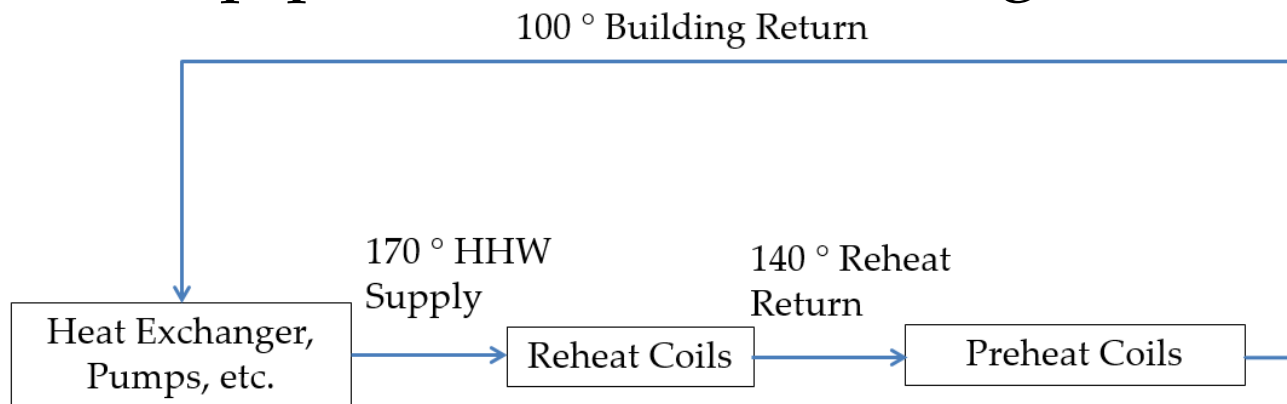 100 ° Building Return
170 ° HHW
Supply
140 ° Reheat
Return
Heat Exchanger,
Pumps, etc.
Reheat Coils
Preheat Coils